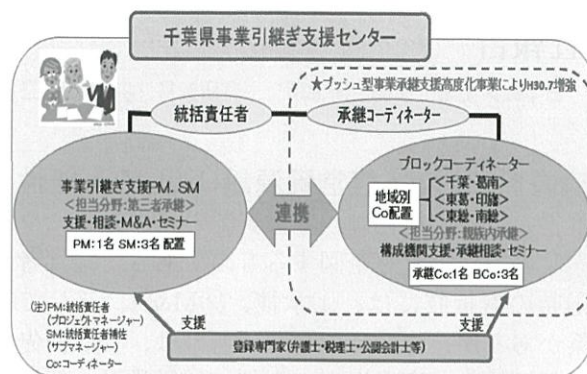 千葉県事業引継ぎ支援センター
★プッシュ型事業承継支援高度化事業によりH30.7増強
統括責任者
承継コーディネーター
事業引継ぎ支援PM、SM
<担当分野:第三者承継>
支援・相談・M&A・セミナー
PM:1名 SM:3名 配置
連携
ブロックコーディネーター
地域別
Co配置
<千葉・葛南>
<東葛・印旛>
<東総・南総>
<担当分野:親族内承継>
構成機関支援・承継相談・セミナー
承継Co:1名 BCo:3名
(注)PM:統括責任者
(プロジェクトマネージャー)
SM:統括責任者補佐
(サブマネージャー)
Co:コーディネーター
支援
支援
登録専門家(弁護士・税理士・公認会計士等)